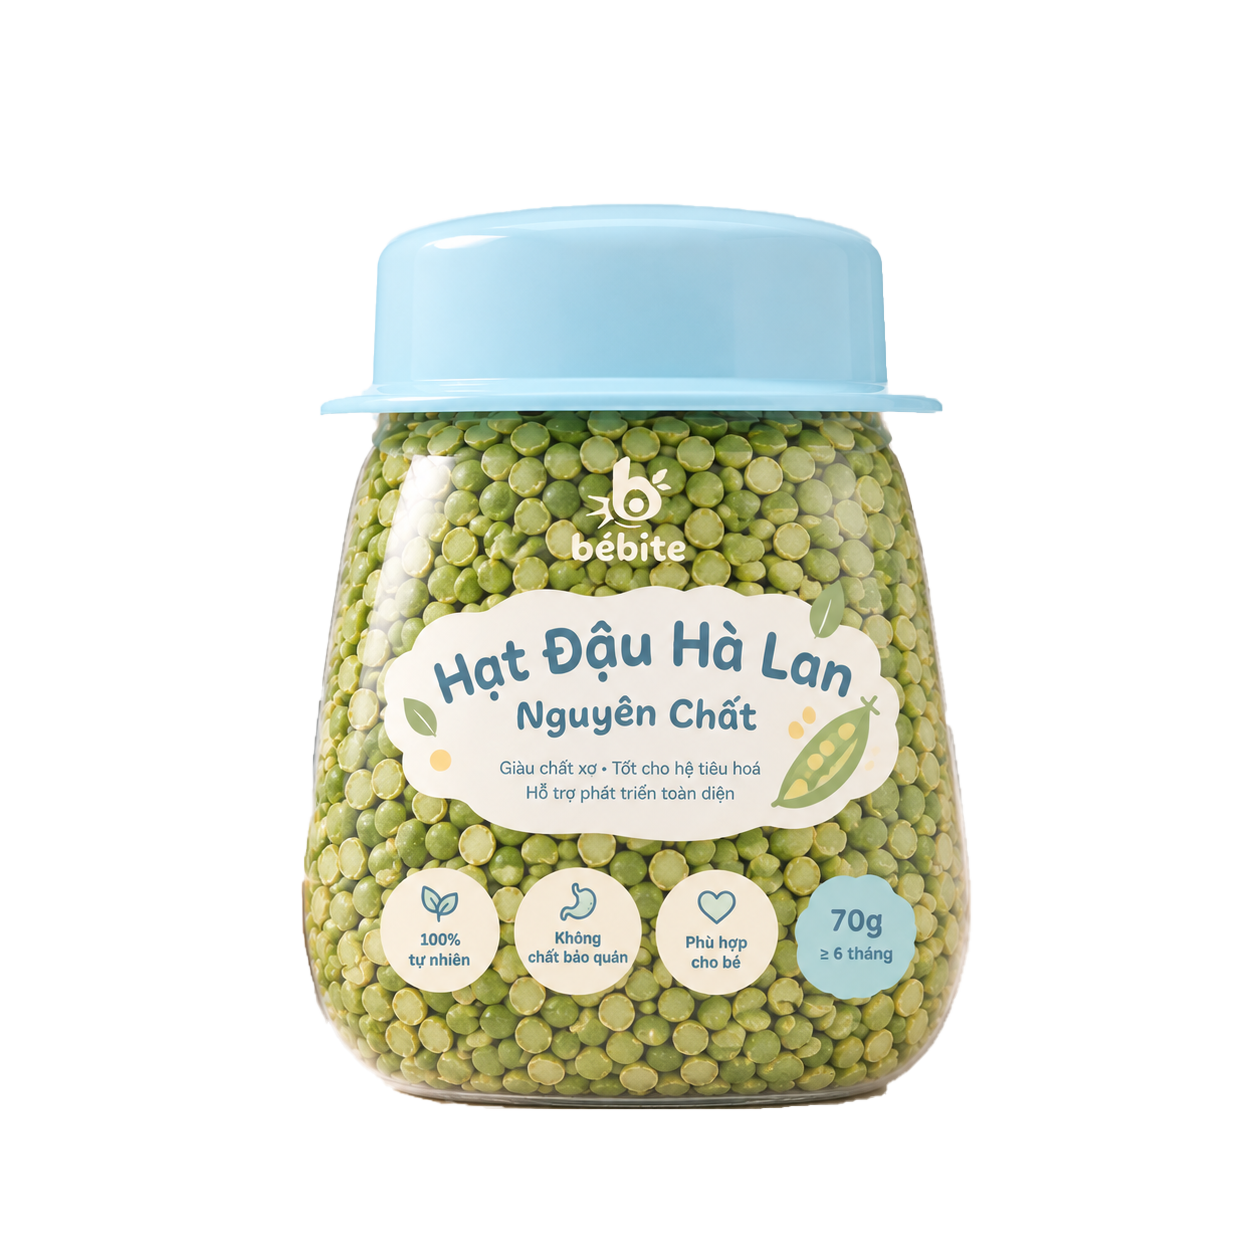 bébite
Hạt Đậu Hà Lan
Nguyên Chất
Giàu chất xơ • Tốt cho hệ tiêu hoá
Hỗ trợ phát triển toàn diện
100%
tự nhiên
Không
chất bảo quán
Phù hợp
cho bé
70g
≥ 6 tháng